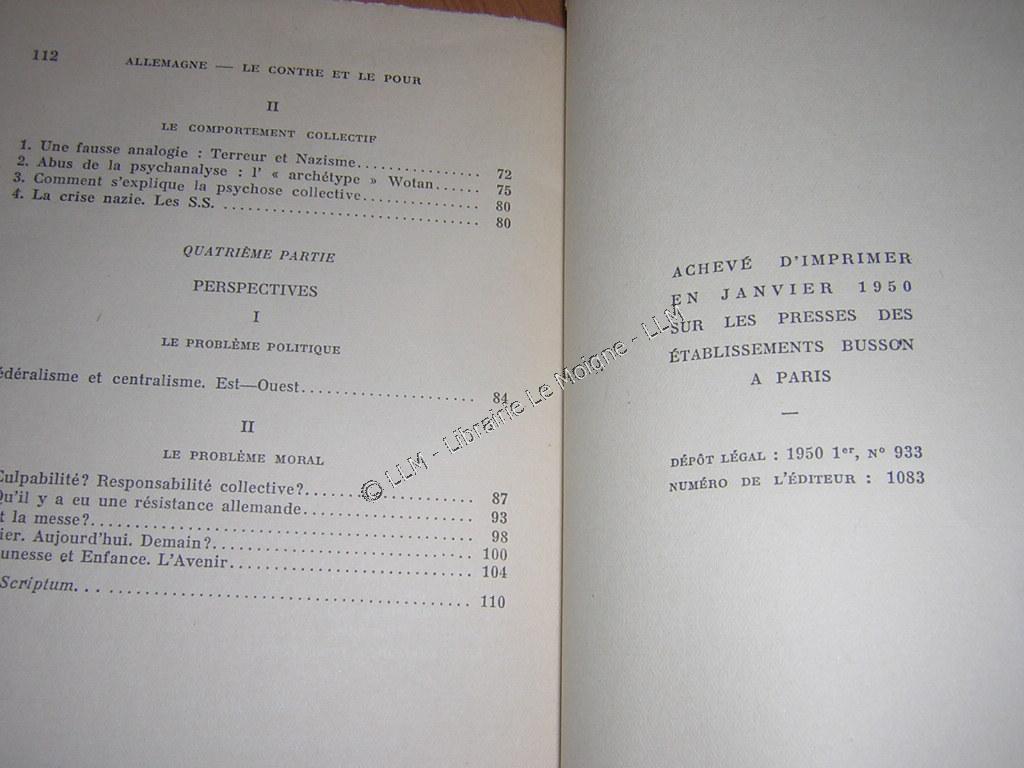 112 ALLEMAGNE — LE CONTRE ET LE POUR
II
LE COMPORTEMENT COLLECTIF
1. Une fausse analogie : Terreur et Nazisme.................. 72
2. Abus de la psychanalyse : l' « archétype » Wotan...... 75
3. Comment s'explique la psychose collective................ 80
4. La crise nazie. Les S.S. .................................. 80
QUATRIÈME PARTIE
PERSPECTIVES
I
LE PROBLÈME POLITIQUE
édéralisme et centralisme. Est—Ouest...................... 84
II
LE PROBLÈME MORAL
Culpabilité? Responsabilité collective?...................... 87
Qu'il y a eu une résistance allemande........................ 93
t la messe?.................................................. 98
ier. Aujourd'hui. Demain?.................................. 100
unesse et Enfance. L'Avenir................................ 104
Scriptum. .................................................. 110
ACHEVÉ D'IMPRIMER
EN JANVIER 1950
SUR LES PRESSES DES
ÉTABLISSEMENTS BUSSON
A PARIS
—
DÉPÔT LÉGAL : 1950 1er, N° 933
NUMÉRO DE L'ÉDITEUR : 1083
© LLM - Librairie Le Moigne - LLM